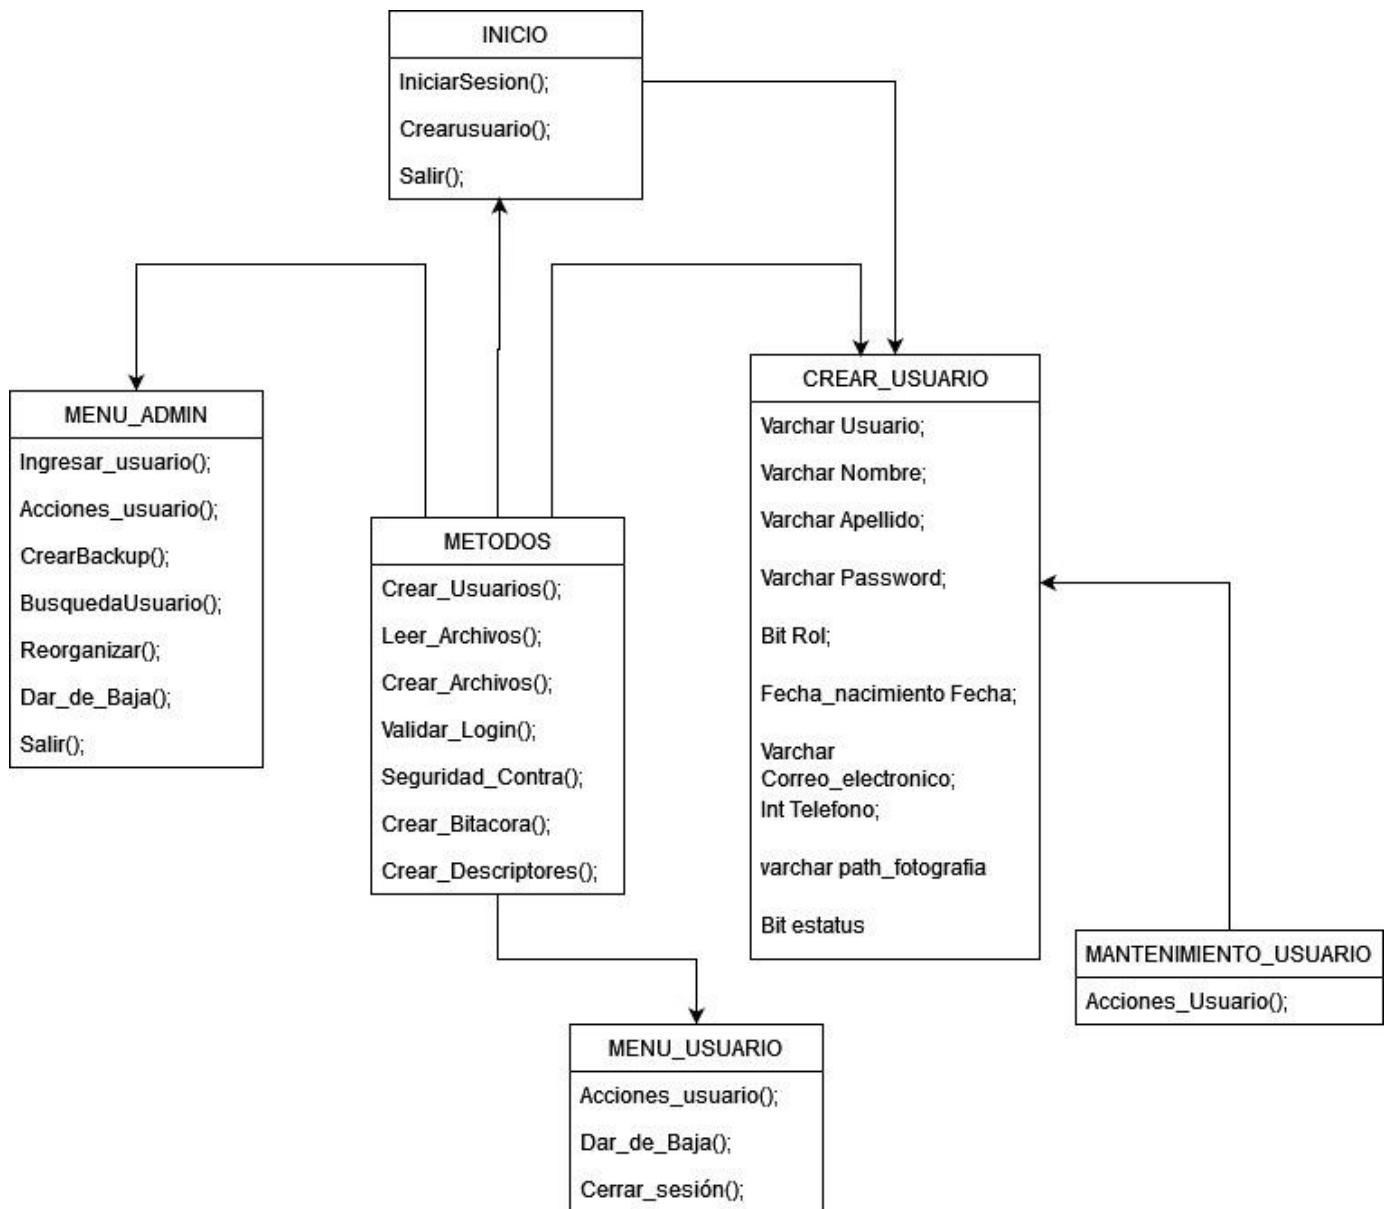 INICIO
IniciarSesion();
Crearusuario();
Salir();
MENU_ADMIN
Ingresar_usuario();
Acciones_usuario();
CrearBackup();
BusquedaUsuario();
Reorganizar();
Dar_de_Baja();
Salir();
METODOS
Crear_Usuarios();
Leer_Archivos();
Crear_Archivos();
Validar_Login();
Seguridad_Contra();
Crear_Bitacora();
Crear_Descriptores();
CREAR_USUARIO
Varchar Usuario;
Varchar Nombre;
Varchar Apellido;
Varchar Password;
Bit Rol;
Fecha_nacimiento Fecha;
Varchar
Correo_electronico;
Int Telefono;
varchar path_fotografia
Bit estatus
MANTENIMIENTO_USUARIO
Acciones_Usuario();
MENU_USUARIO
Acciones_usuario();
Dar_de_Baja();
Cerrar_sesión();